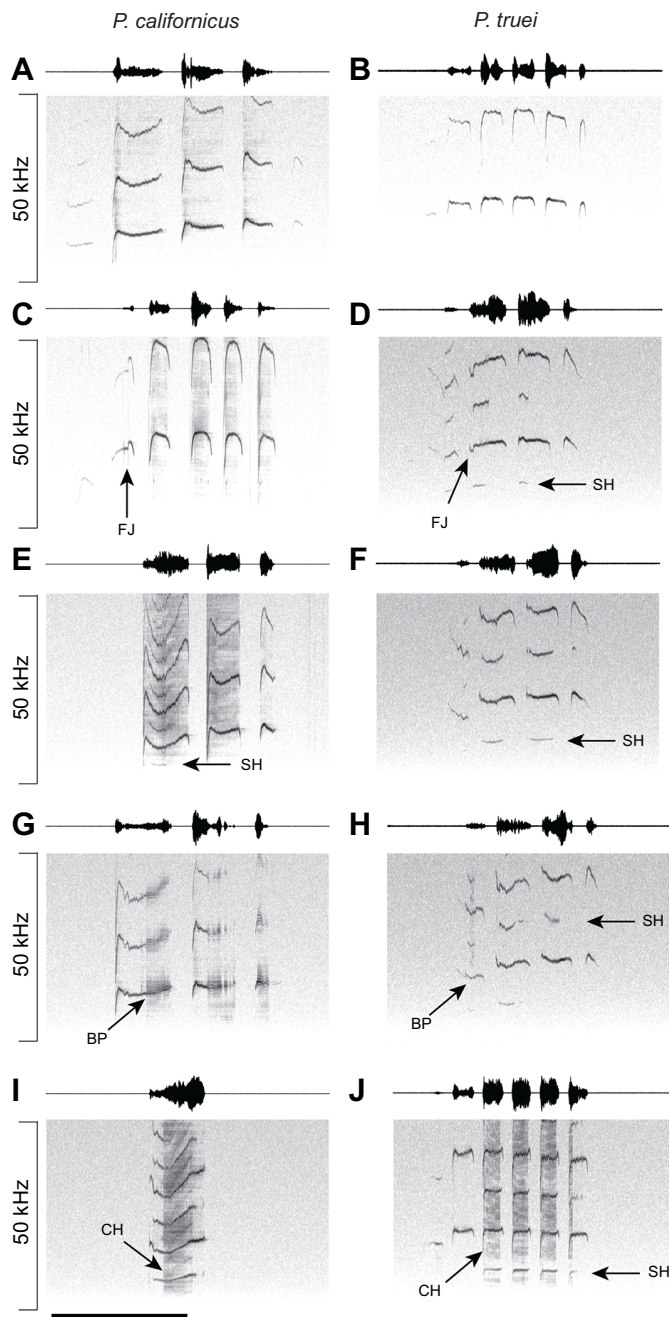 P. californicus P. truei
A B
50 kHz
C D
50 kHz
FJ FJ SH
E F
50 kHz
SH SH
G H
50 kHz
SH
BP BP
I J
50 kHz
CH
CH SH